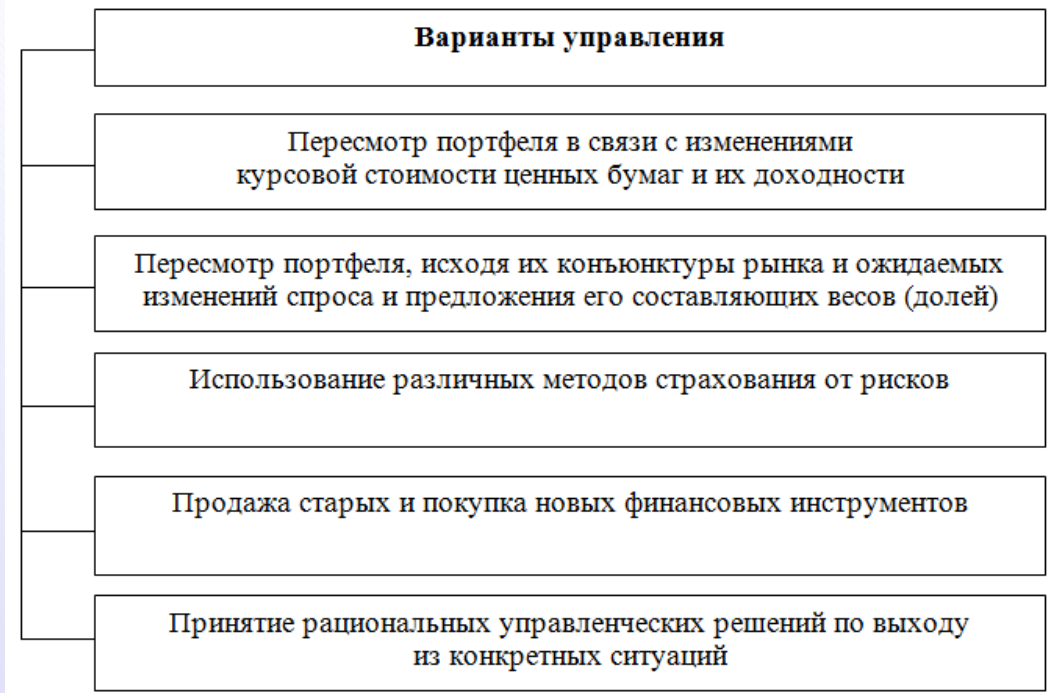 Варианты управления
Пересмотр портфеля в связи с изменениями
курсовой стоимости ценных бумаг и их доходности
Пересмотр портфеля, исходя их конъюнктуры рынка и ожидаемых
изменений спроса и предложения его составляющих весов (долей)
Использование различных методов страхования от рисков
Продажа старых и покупка новых финансовых инструментов
Принятие рациональных управленческих решений по выходу
из конкретных ситуаций